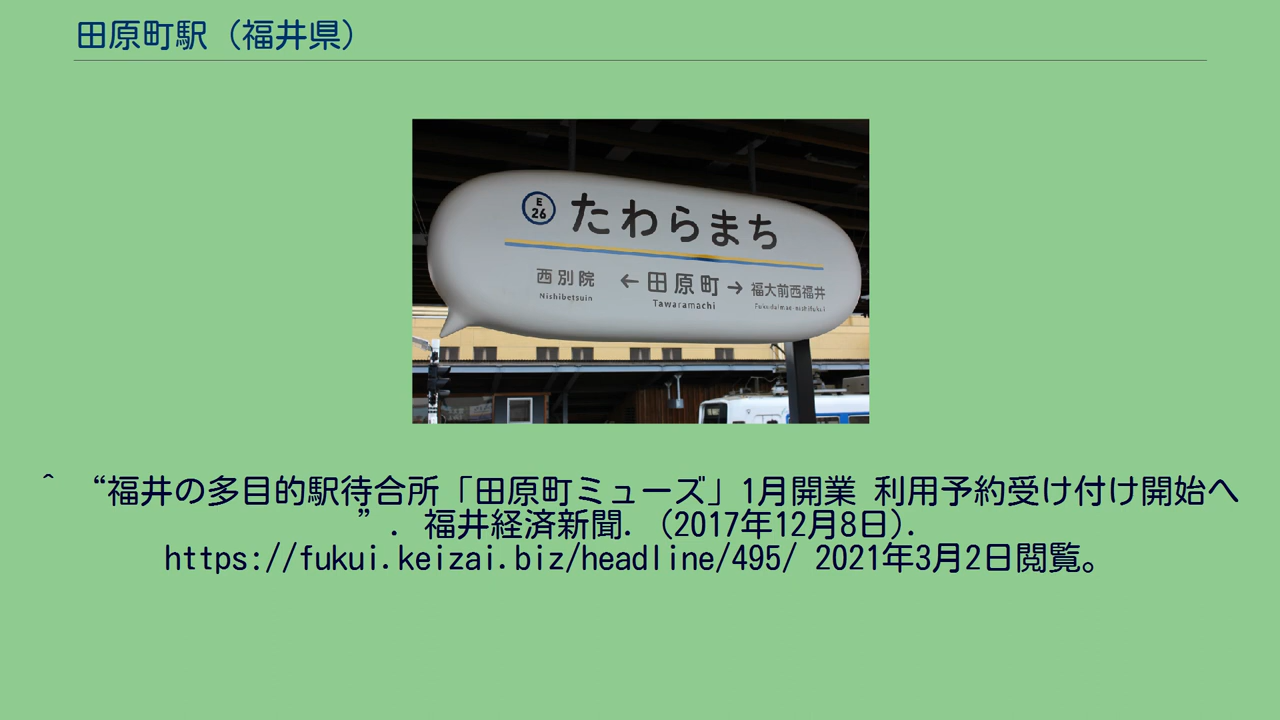 田原町駅（福井県）
E
26
たわらまち
西別院 ← 田原町 → 福大前西福井
Nishibetsuin Tawaramachi Fukudaimae-nishifukui
^ “福井の多目的駅待合所「田原町ミューズ」1月開業 利用予約受け付け開始へ
”. 福井経済新聞. (2017年12月8日).
https://fukui.keizai.biz/headline/495/ 2021年3月2日閲覧。